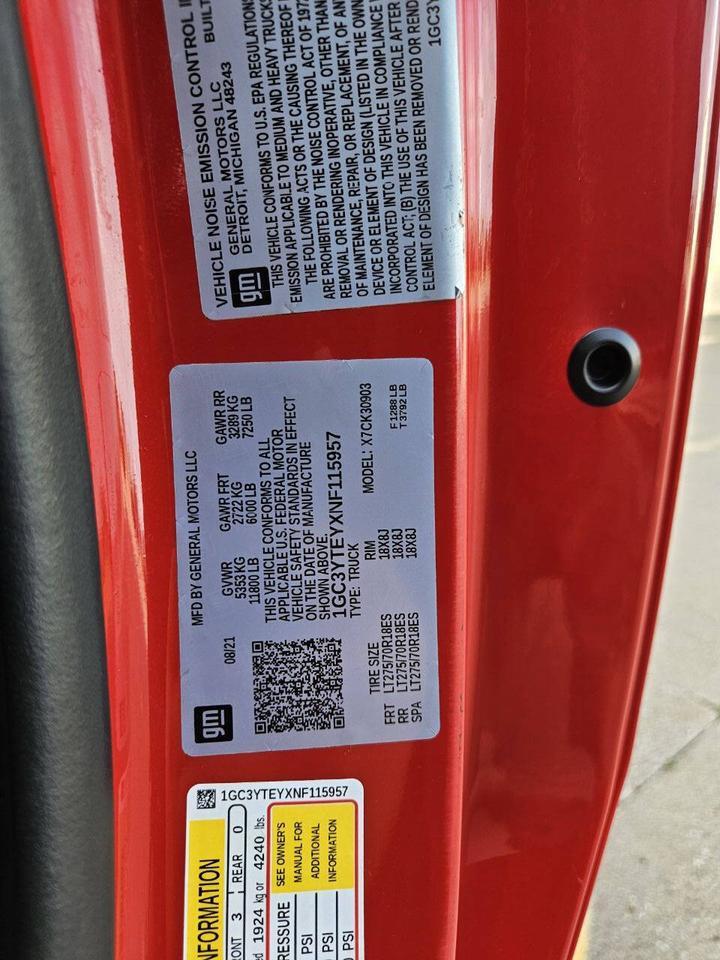 VEHICLE NOISE EMISSION CONTROL
BUILT
GENERAL MOTORS LLC
DETROIT, MICHIGAN 48243
gm
THIS VEHICLE CONFORMS TO U.S. EPA REGULATIONS
EMISSION APPLICABLE TO MEDIUM AND HEAVY TRUCKS
THE FOLLOWING ACTS OR THE CAUSING THEREOF
ARE PROHIBITED BY THE NOISE CONTROL ACT OF 197
REMOVAL OR RENDERING INOPERATIVE, OTHER THAN
OF MAINTENANCE, REPAIR, OR REPLACEMENT, OF ANY
DEVICE OR ELEMENT OF DESIGN (LISTED IN THE OWN
INCORPORATED INTO THIS VEHICLE IN COMPLIANCE
CONTROL ACT; (B) THE USE OF THIS VEHICLE AFTER
ELEMENT OF DESIGN HAS BEEN REMOVED OR REND
1GC3Y
gm
MFD BY GENERAL MOTORS LLC
08/21 GVWR GAWR FRT GAWR RR
5353 KG 2722 KG 3289 KG
11800 LB 6000 LB 7250 LB
THIS VEHICLE CONFORMS TO ALL
APPLICABLE U.S. FEDERAL MOTOR
VEHICLE SAFETY STANDARDS IN EFFECT
ON THE DATE OF MANUFACTURE
SHOWN ABOVE.
1GC3YTEYXNF115957
TYPE: TRUCK
MODEL: X7CK30903
TIRE SIZE RIM
FRT LT275/70R18ES 18X8J F 1288 LB
RR LT275/70R18ES 18X8J T 3792 LB
SPA LT275/70R18ES 18X8J
1GC3YTEYXNF115957
FORMATION
ONT 3 REAR 0
ed 1924 kg or 4240 lbs.
RESSURE
PSI
PSI
PSI
SEE OWNER'S
MANUAL FOR
ADDITIONAL
INFORMATION